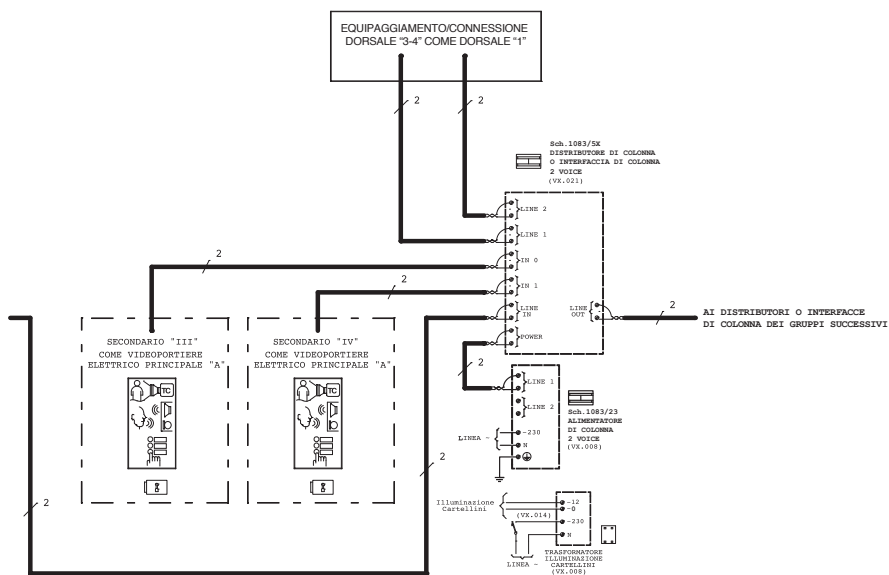 EQUIPAGGIAMENTO/CONNESSIONE
DORSALE “3-4” COME DORSALE “1”
2
2
Sch.1083/5X
DISTRIBUTORE DI COLONNA
O INTERFACCIA DI COLONNA
2 VOICE
(VX.021)
LINE 2
LINE 1
2
IN 0
2
IN 1
LINE
IN
LINE
OUT
2
AI DISTRIBUTORI O INTERFACCE
DI COLONNA DEI GRUPPI SUCCESSIVI
POWER
2
SECONDARIO "III"
COME VIDEOPORTIERE
ELETTRICO PRINCIPALE "A"
TC
SECONDARIO "IV"
COME VIDEOPORTIERE
ELETTRICO PRINCIPALE "A"
TC
LINE 1
LINE 2
Sch.1083/23
ALIMENTATORE
DI COLONNA
2 VOICE
(VX.008)
LINEA ~
~230
N
2
2
Illuminazione
Cartellini
(VX.014)
~12
~0
~230
N
LINEA ~
TRASFORMATORE
ILLUMINAZIONE
CARTELLINI
(VX.008)